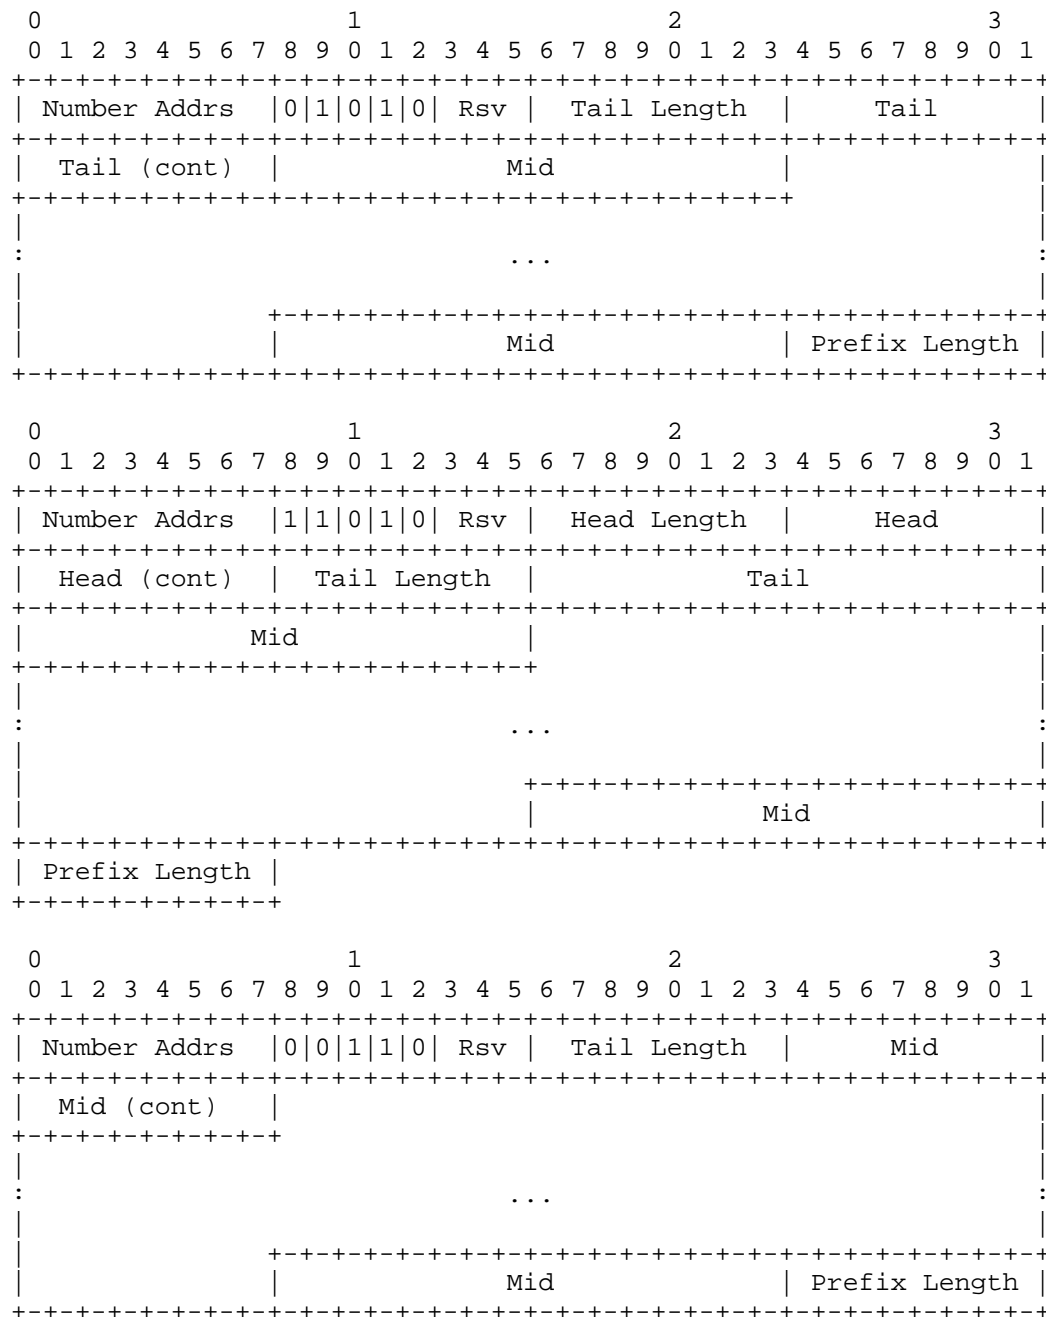 0                   1                   2                   3
 0 1 2 3 4 5 6 7 8 9 0 1 2 3 4 5 6 7 8 9 0 1 2 3 4 5 6 7 8 9 0 1
+-+-+-+-+-+-+-+-+-+-+-+-+-+-+-+-+-+-+-+-+-+-+-+-+-+-+-+-+-+-+-+-+
| Number Addrs  |0|1|0|1|0| Rsv |  Tail Length  |     Tail      |
+-+-+-+-+-+-+-+-+-+-+-+-+-+-+-+-+-+-+-+-+-+-+-+-+-+-+-+-+-+-+-+-+
|  Tail (cont)  |              Mid              |               |
+-+-+-+-+-+-+-+-+-+-+-+-+-+-+-+-+-+-+-+-+-+-+-+-+               |
|                                                               |
:                              ...                              :
|                                                               |
|               +-+-+-+-+-+-+-+-+-+-+-+-+-+-+-+-+-+-+-+-+-+-+-+-+
|               |              Mid              | Prefix Length |
+-+-+-+-+-+-+-+-+-+-+-+-+-+-+-+-+-+-+-+-+-+-+-+-+-+-+-+-+-+-+-+-+

 0                   1                   2                   3
 0 1 2 3 4 5 6 7 8 9 0 1 2 3 4 5 6 7 8 9 0 1 2 3 4 5 6 7 8 9 0 1
+-+-+-+-+-+-+-+-+-+-+-+-+-+-+-+-+-+-+-+-+-+-+-+-+-+-+-+-+-+-+-+-+
| Number Addrs  |1|1|0|1|0| Rsv |  Head Length  |     Head      |
+-+-+-+-+-+-+-+-+-+-+-+-+-+-+-+-+-+-+-+-+-+-+-+-+-+-+-+-+-+-+-+-+
|  Head (cont)  |  Tail Length  |             Tail              |
+-+-+-+-+-+-+-+-+-+-+-+-+-+-+-+-+-+-+-+-+-+-+-+-+-+-+-+-+-+-+-+-+
|              Mid              |                               |
+-+-+-+-+-+-+-+-+-+-+-+-+-+-+-+-+                               |
|                                                               |
:                              ...                              :
|                                                               |
|                               +-+-+-+-+-+-+-+-+-+-+-+-+-+-+-+-+
|                               |              Mid              |
+-+-+-+-+-+-+-+-+-+-+-+-+-+-+-+-+-+-+-+-+-+-+-+-+-+-+-+-+-+-+-+-+
| Prefix Length |
+-+-+-+-+-+-+-+-+

 0                   1                   2                   3
 0 1 2 3 4 5 6 7 8 9 0 1 2 3 4 5 6 7 8 9 0 1 2 3 4 5 6 7 8 9 0 1
+-+-+-+-+-+-+-+-+-+-+-+-+-+-+-+-+-+-+-+-+-+-+-+-+-+-+-+-+-+-+-+-+
| Number Addrs  |0|0|1|1|0| Rsv |  Tail Length  |      Mid      |
+-+-+-+-+-+-+-+-+-+-+-+-+-+-+-+-+-+-+-+-+-+-+-+-+-+-+-+-+-+-+-+-+
|  Mid (cont)   |                                               |
+-+-+-+-+-+-+-+-+                                               |
|                                                               |
:                              ...                              :
|                                                               |
|               +-+-+-+-+-+-+-+-+-+-+-+-+-+-+-+-+-+-+-+-+-+-+-+-+
|               |              Mid              | Prefix Length |
+-+-+-+-+-+-+-+-+-+-+-+-+-+-+-+-+-+-+-+-+-+-+-+-+-+-+-+-+-+-+-+-+